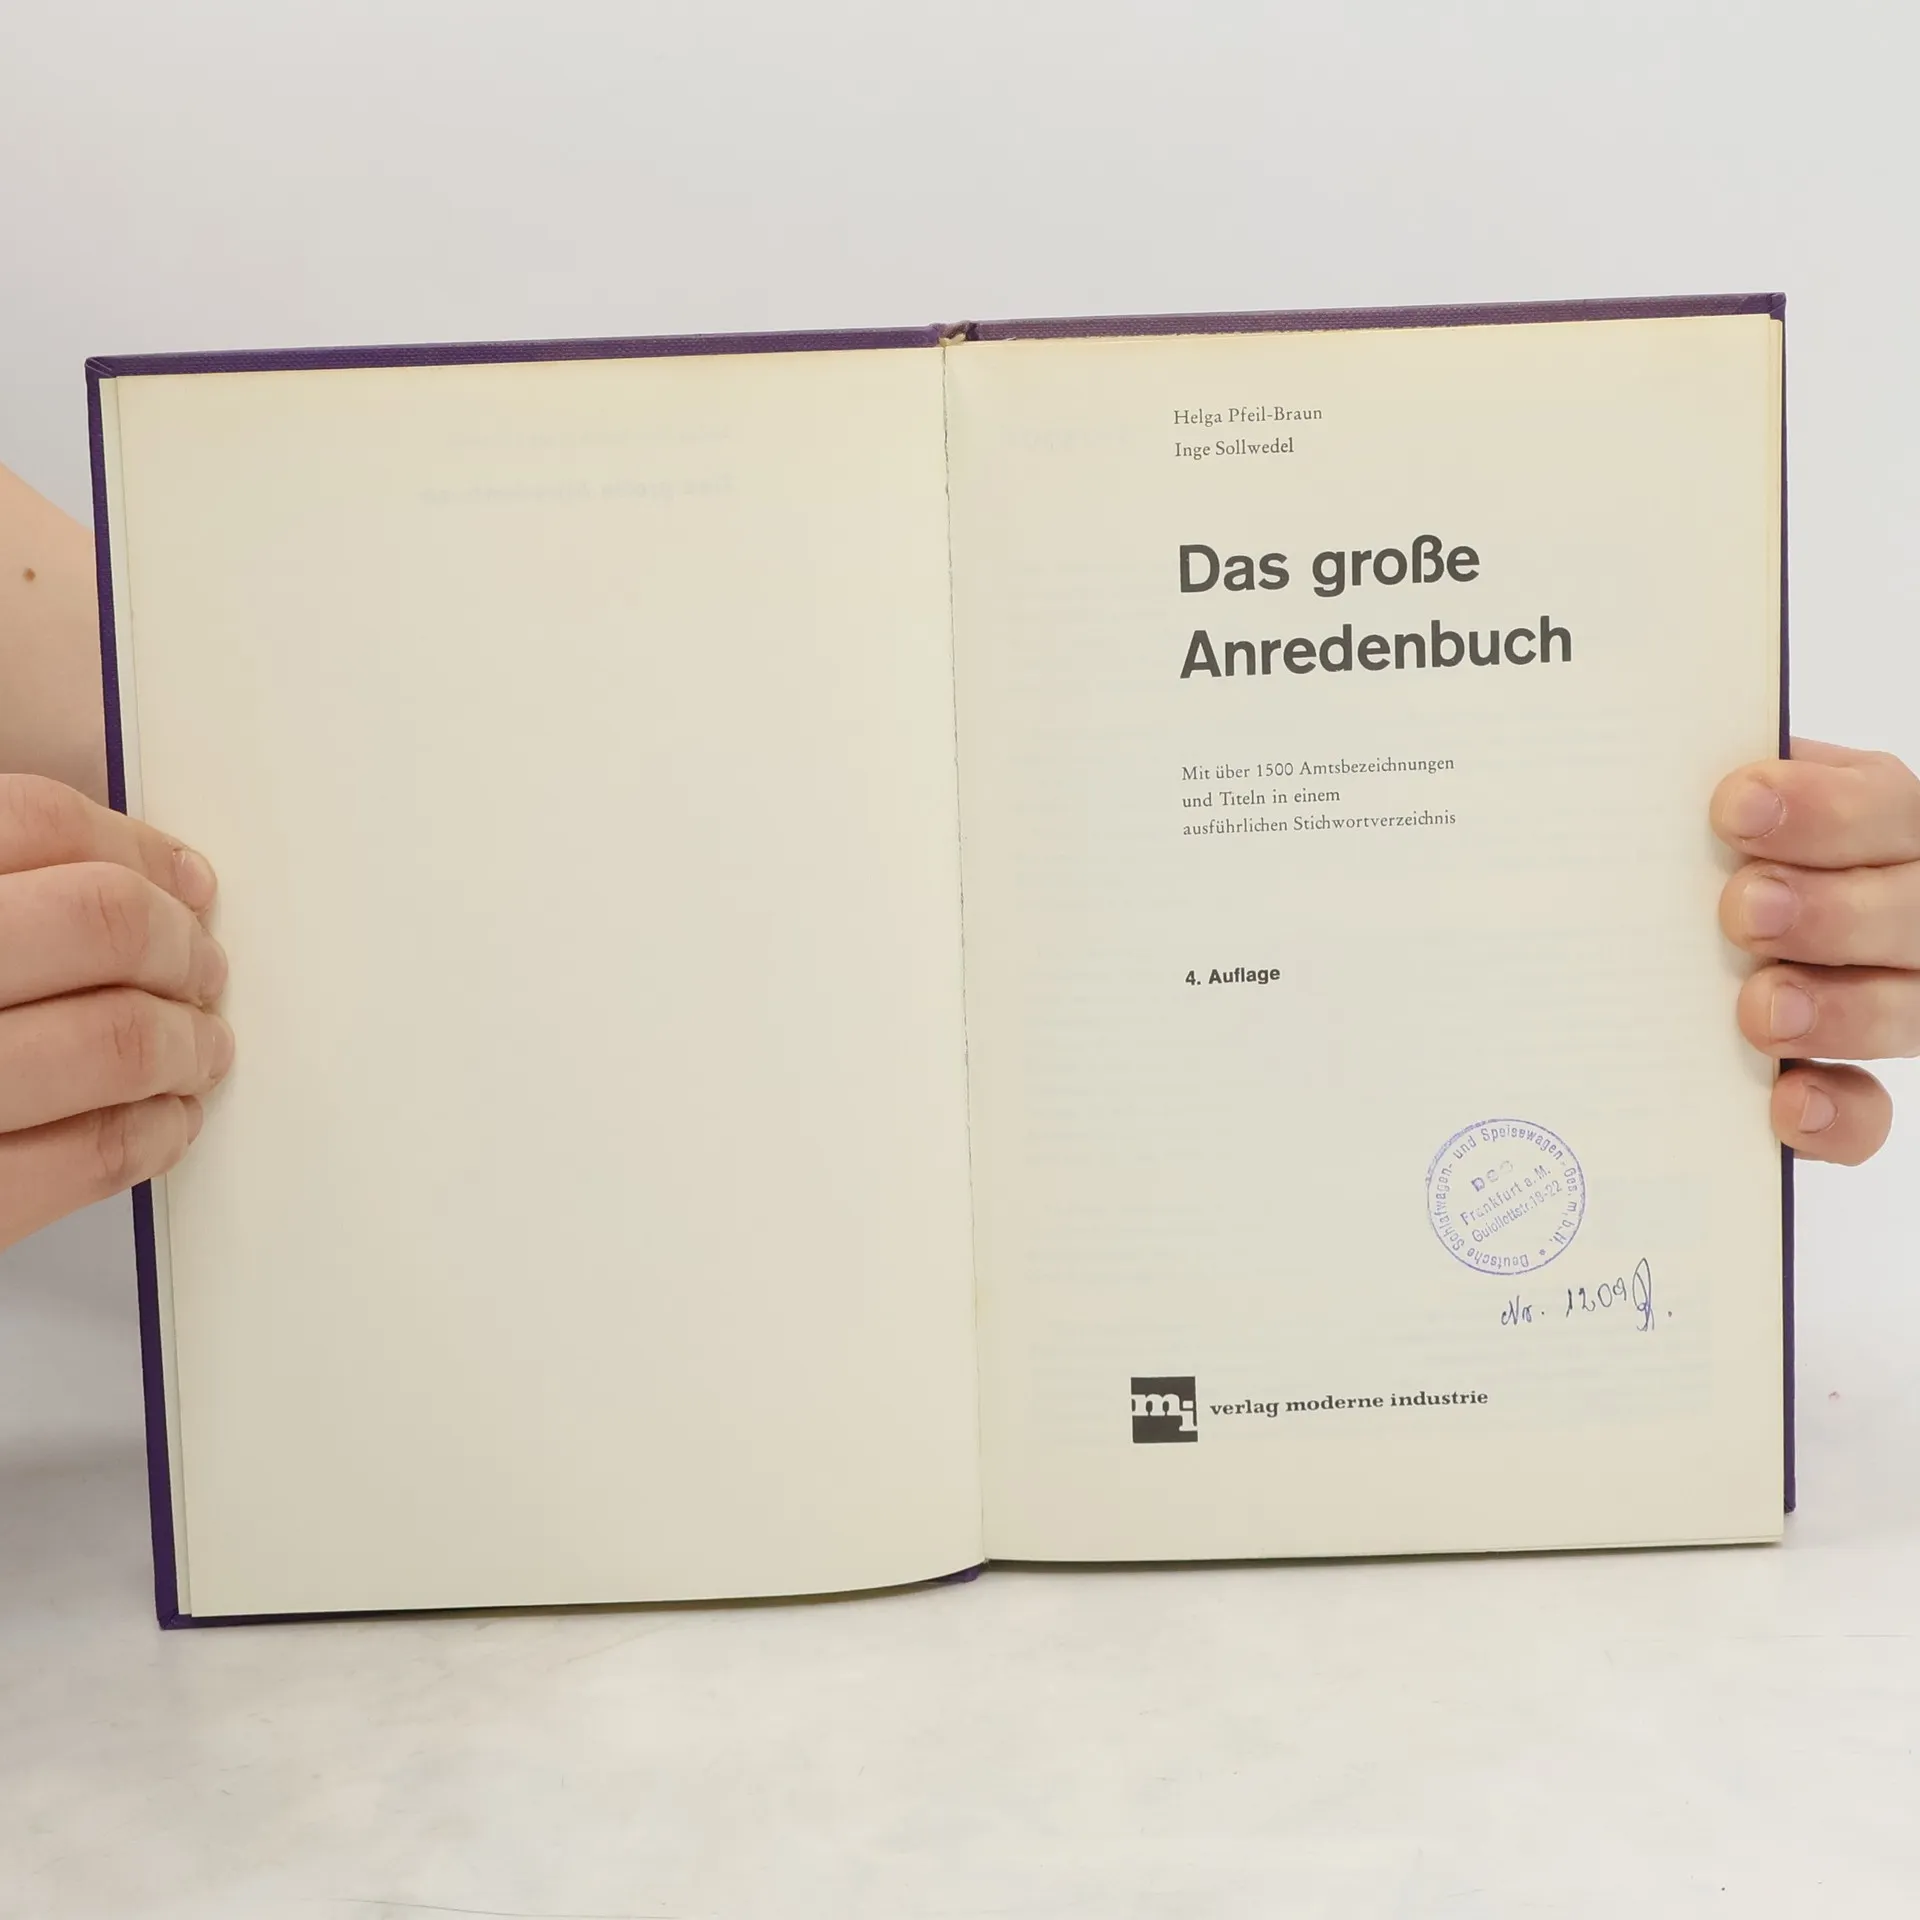 Helga Pfeil-Braun
Inge Sollwedel
Das große
Anredenbuch
Mit über 1500 Amtsbezeichnungen
und Titeln in einem
ausführlichen Stichwortverzeichnis
4. Auflage
Deutsche Schlafwagen- und Speisewagen-Ges.m.b.H.
DSG
Frankfurt a. M.
Guiollettstr. 18-22
Nr. 1209
mi verlag moderne industrie